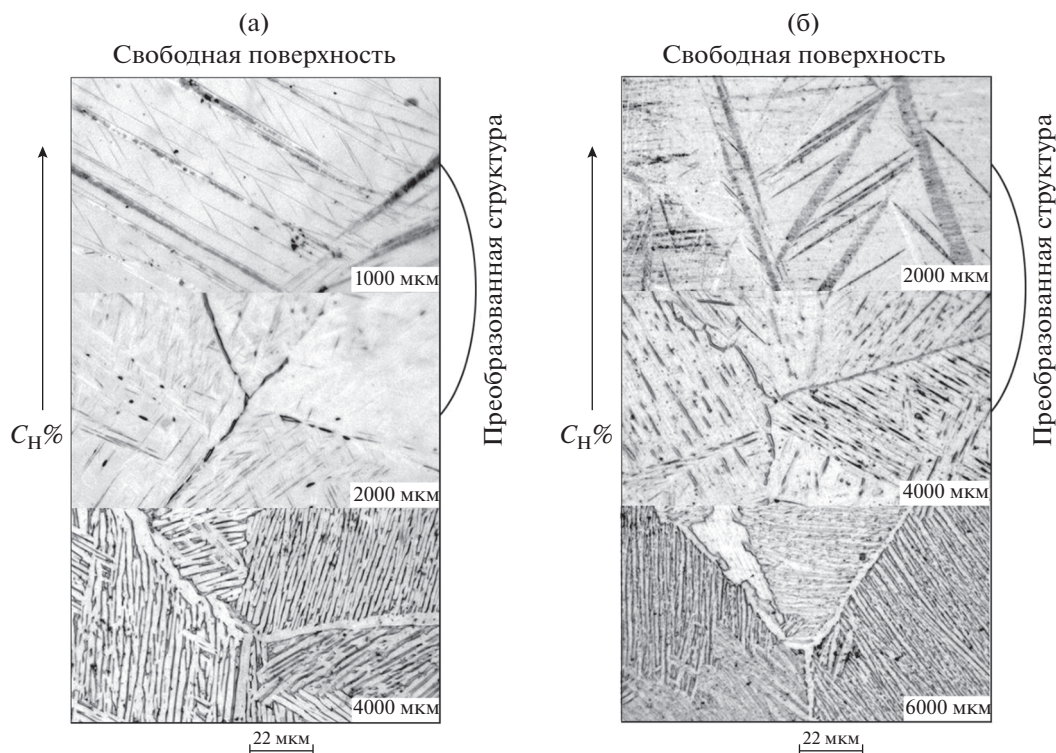 (а)
Свободная поверхность
Преобразованная структура
1000 мкм
2000 мкм
C_H%
4000 мкм
22 мкм
(б)
Свободная поверхность
Преобразованная структура
2000 мкм
C_H%
4000 мкм
6000 мкм
22 мкм